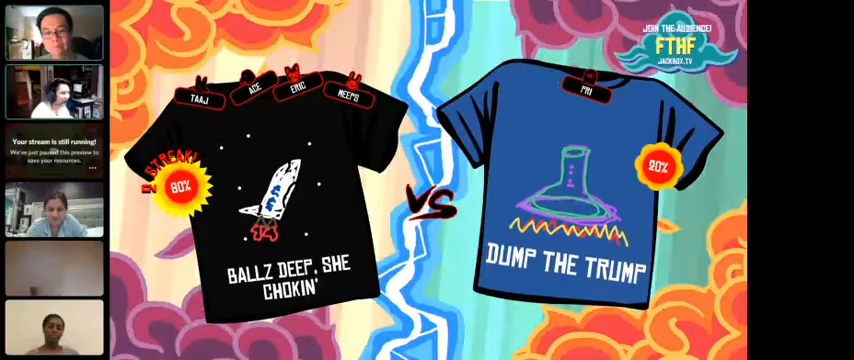 Your stream is still running!
We've just paused this preview to
save your resources.
JOIN THE AUDIENCE!
FTHF
JACKBOX.TV
TAAJ
ACE
ERIC
MEEPS
PRI
2 STREAK!
80%
20%
VS
BALLZ DEEP, SHE
CHOKIN'
DUMP THE TRUMP